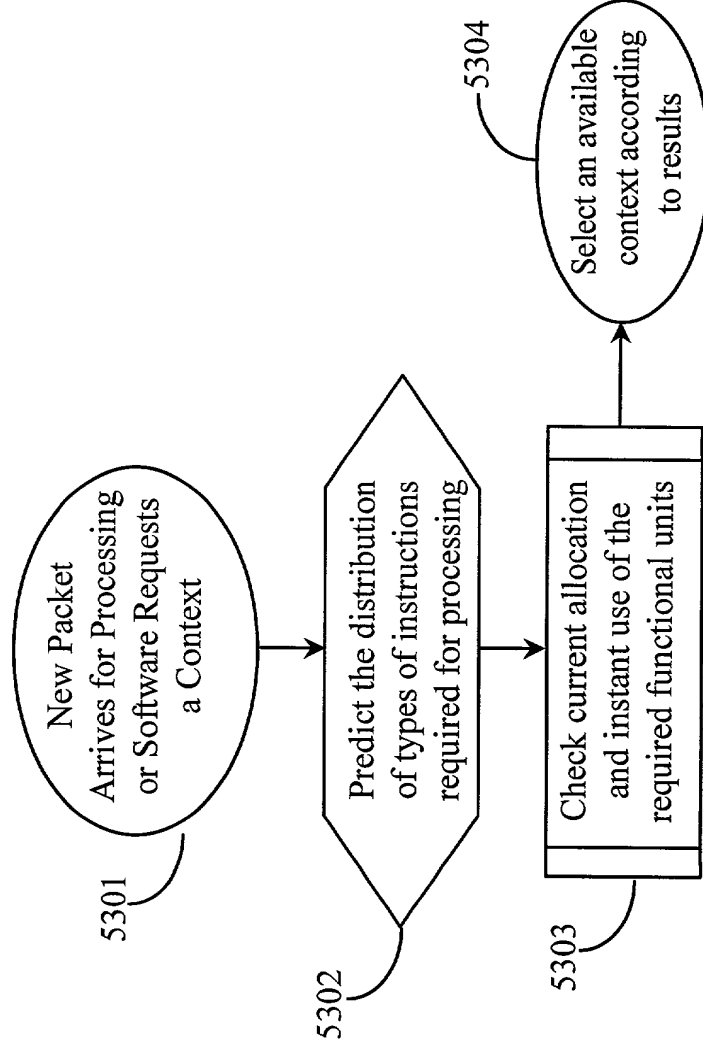 New Packet
Arrives for Processing
or Software Requests
a Context
5301
Predict the distribution
of types of instructions
required for processing
5302
Check current allocation
and instant use of the
required functional units
5303
Select an available
context according
to results
5304